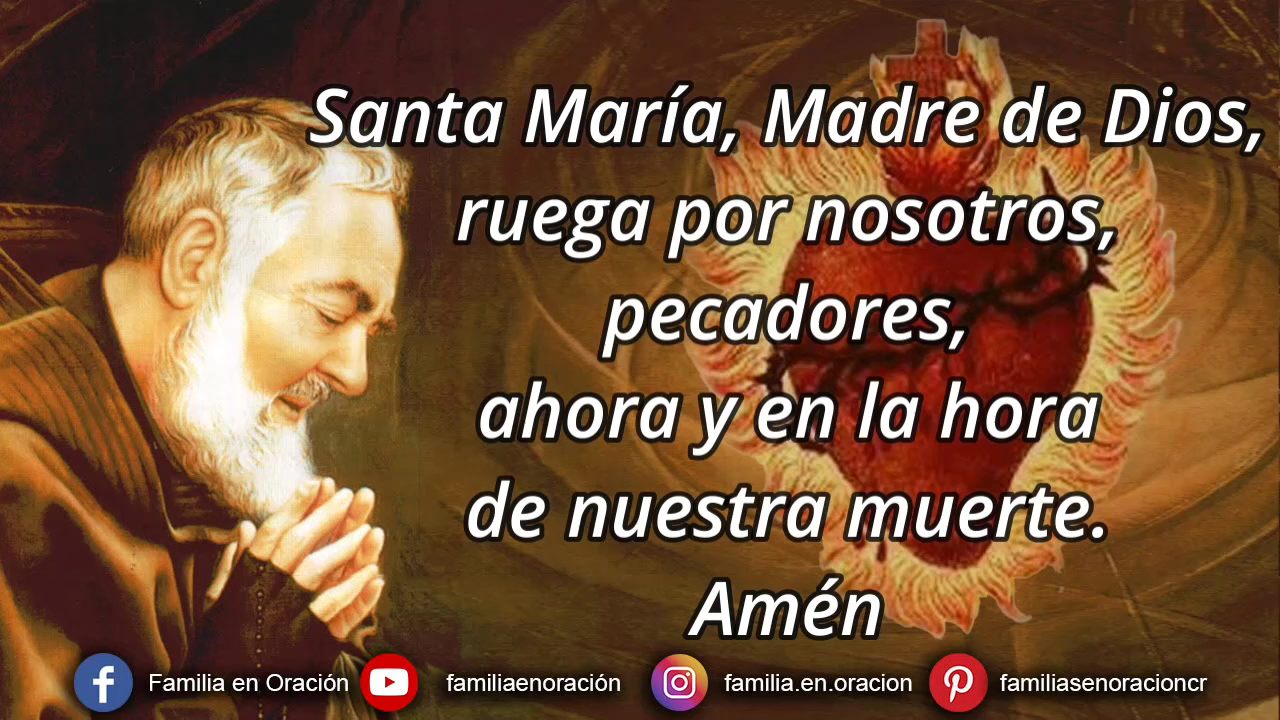 Santa María, Madre de Dios,
ruega por nosotros,
pecadores,
ahora y en la hora
de nuestra muerte.
Amén
Familia en Oración familiaenoración familia.en.oracion familiasenoracioncr